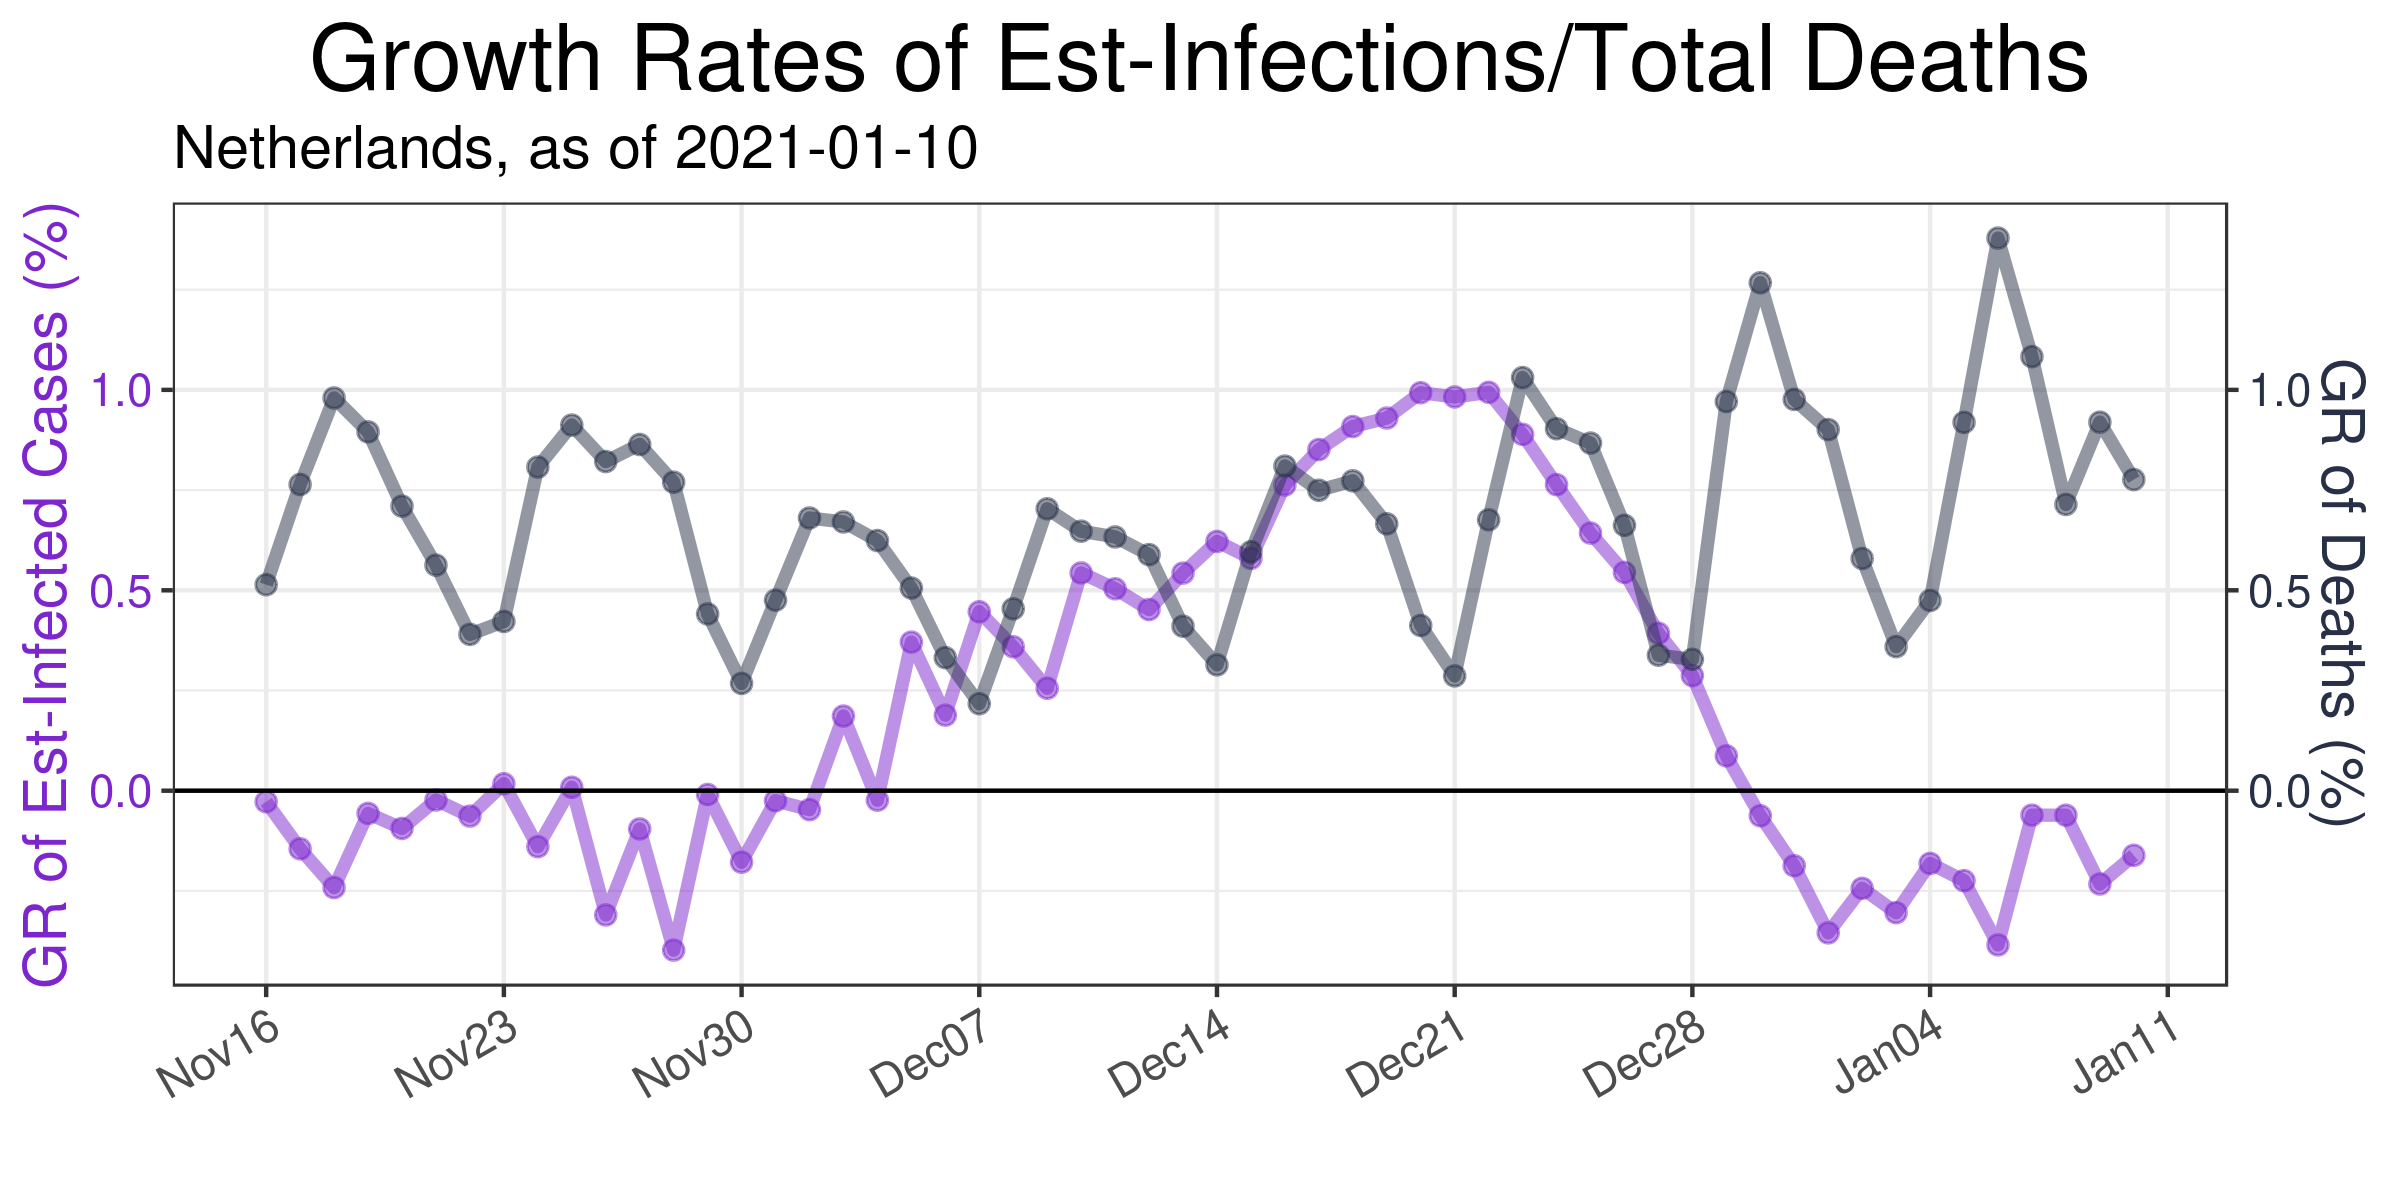 Growth Rates of Est-Infections/Total Deaths
Netherlands, as of 2021-01-10
GR of Est-Infected Cases (%)
1.0
0.5
0.0
1.0
0.5
0.0
GR of Deaths (%)
Nov16
Nov23
Nov30
Dec07
Dec14
Dec21
Dec28
Jan04
Jan11